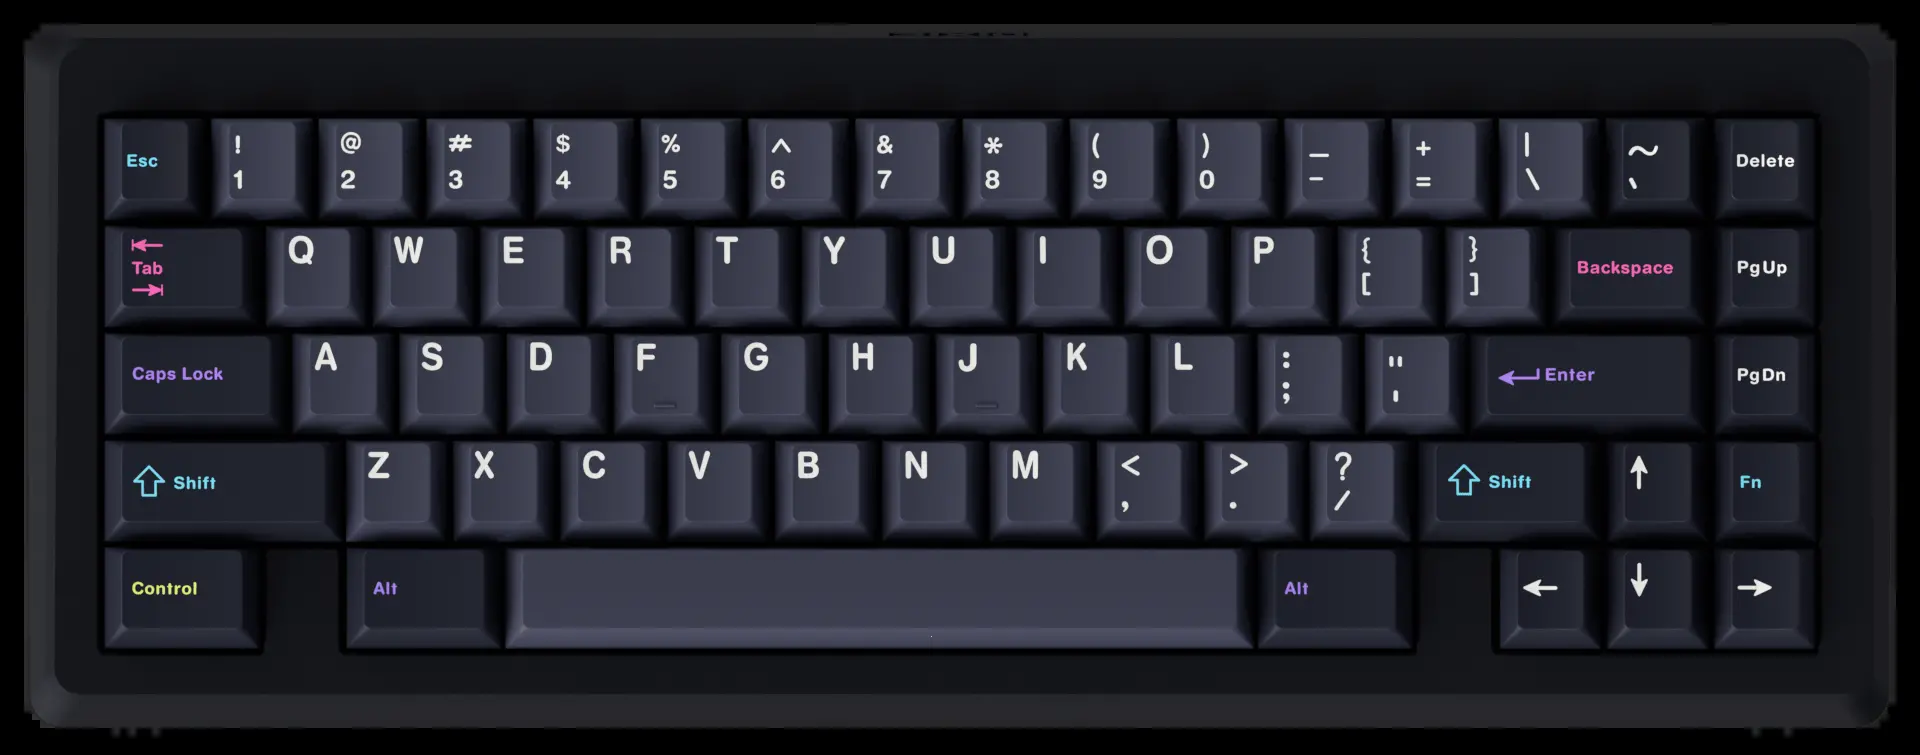 Esc ! 1 @ 2 # 3 $ 4 % 5 ^ 6 & 7 * 8 ( 9 ) 0 _ - + = | \ ~ ` Delete
Tab Q W E R T Y U I O P { [ } ] Backspace PgUp
Caps Lock A S D F G H J K L : ; " ' Enter PgDn
Shift Z X C V B N M < , > . ? / Shift ↑ Fn
Control Alt Alt ← ↓ →